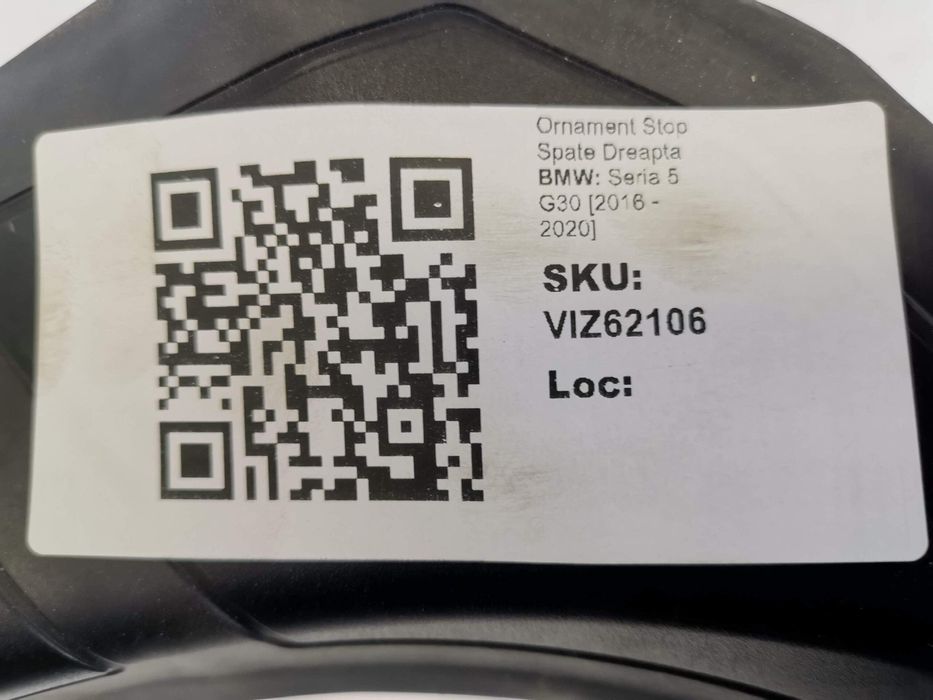 Ornament Stop
Spate Dreapta
BMW: Seria 5
G30 [2016 -
2020]
SKU:
VIZ62106
Loc: